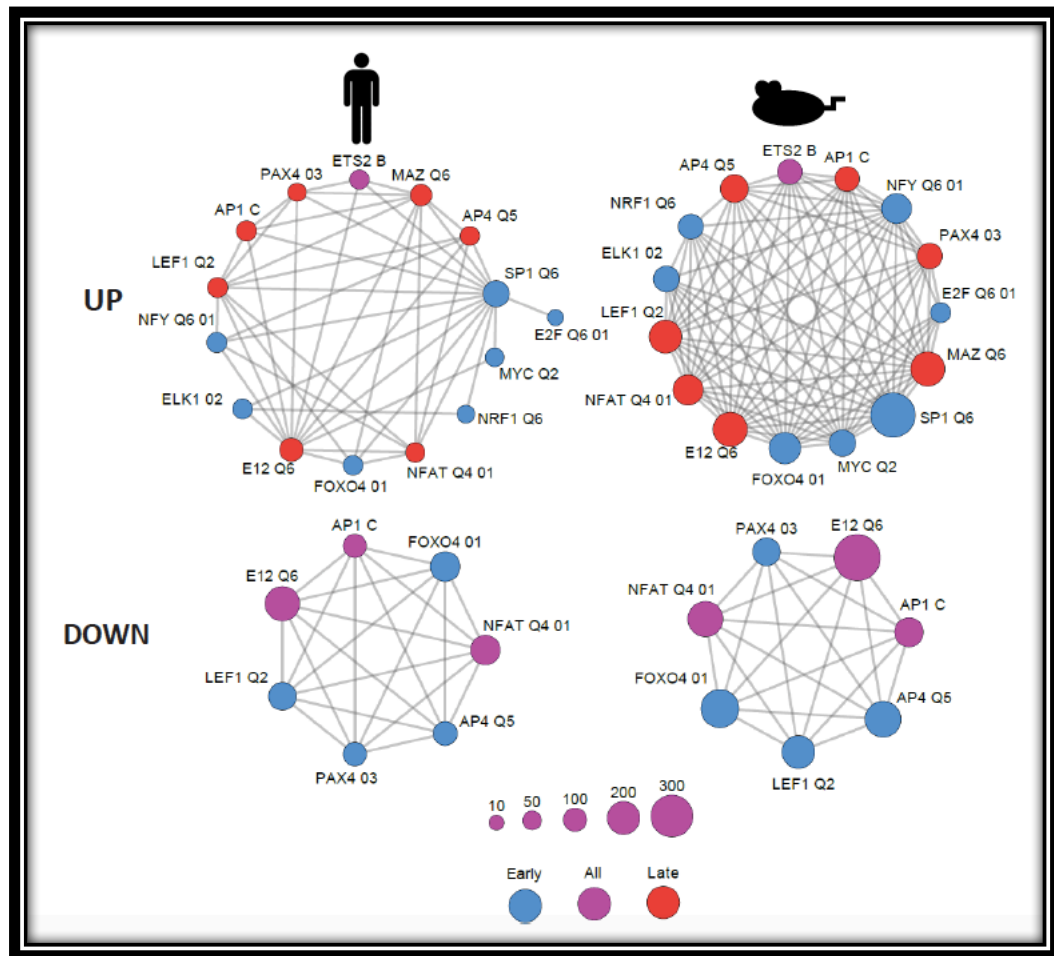 ETS2 B
PAX4 03
MAZ Q6
AP1 C
AP4 Q5
LEF1 Q2
SP1 Q6
UP
NFY Q6 01
E2F Q6 01
MYC Q2
ELK1 02
NRF1 Q6
E12 Q6
NFAT Q4 01
FOXO4 01
ETS2 B
AP4 Q5
AP1 C
NFY Q6 01
NRF1 Q6
PAX4 03
ELK1 02
E2F Q6 01
LEF1 Q2
MAZ Q6
NFAT Q4 01
SP1 Q6
E12 Q6
MYC Q2
FOXO4 01
AP1 C
FOXO4 01
E12 Q6
DOWN
NFAT Q4 01
LEF1 Q2
AP4 Q5
PAX4 03
PAX4 03
E12 Q6
NFAT Q4 01
AP1 C
FOXO4 01
AP4 Q5
LEF1 Q2
10 50 100 200 300
Early All Late